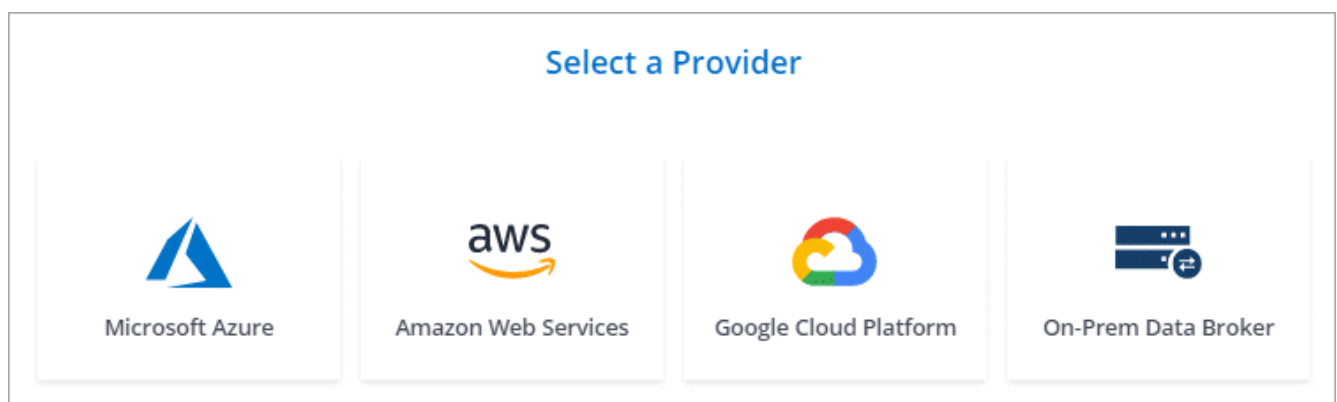 Select a Provider
aws
Microsoft Azure
Amazon Web Services
Google Cloud Platform
On-Prem Data Broker